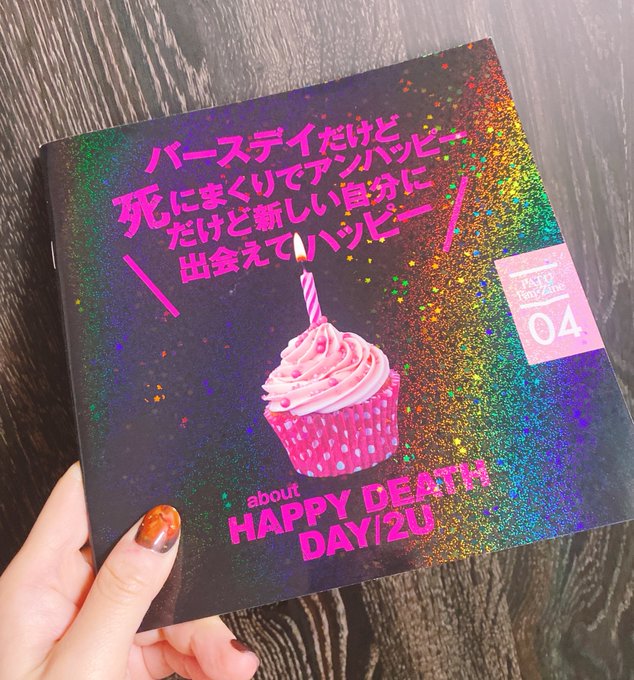 バースデイだけど
死にまくりでアンハッピー
だけど新しい自分に
出会えてハッピー
about
HAPPY DEATH
DAY/2U
Fan-Zine
04